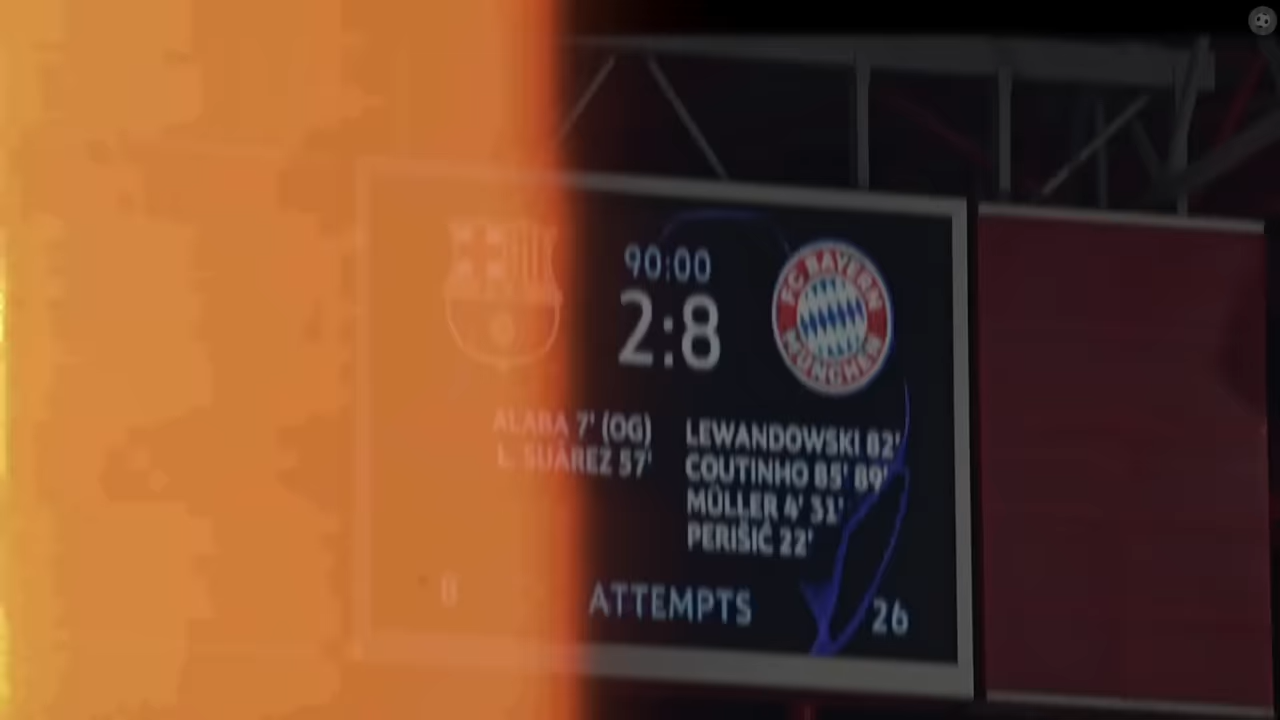 90:00
2:8
FC BAYERN
MÜNCHEN
ALABA 7' (OG)
L. SUÁREZ 57'
LEWANDOWSKI 82'
COUTINHO 85' 89'
MÜLLER 4' 31'
PERIŠIĆ 22'
8 ATTEMPTS 26